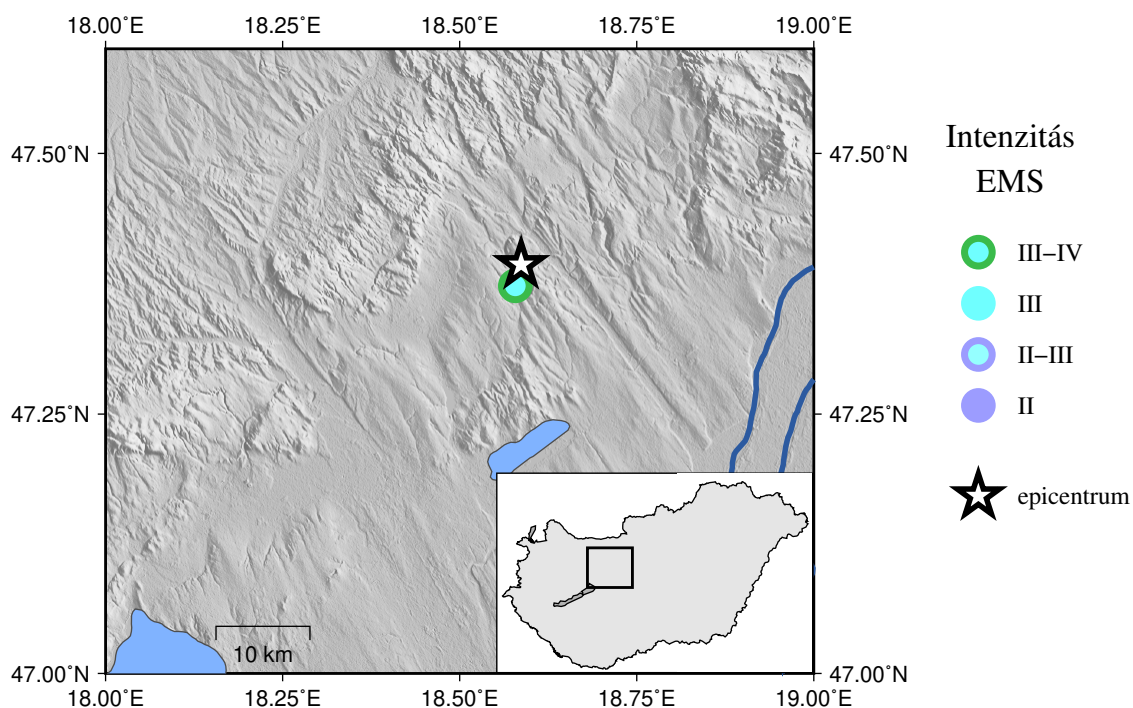 18.00˚E 18.25˚E 18.50˚E 18.75˚E 19.00˚E
47.50˚N 47.50˚N
Intenzitás
EMS
III−IV
III
II−III
II
47.25˚N 47.25˚N
epicentrum
10 km
47.00˚N 47.00˚N
18.00˚E 18.25˚E 18.50˚E 18.75˚E 19.00˚E